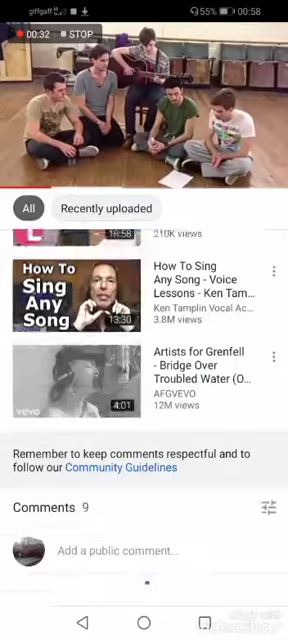 giffgaff 55% 00:58
00:32 STOP
All Recently uploaded
16:58 210K views
How To
Sing
Any
Song
13:30
How To Sing
Any Song - Voice
Lessons - Ken Tam...
Ken Tamplin Vocal Ac...
3.8M views
vevo
4:01
Artists for Grenfell
- Bridge Over
Troubled Water (O...
AFGVEVO
12M views
Remember to keep comments respectful and to
follow our Community Guidelines
Comments 9
Add a public comment...